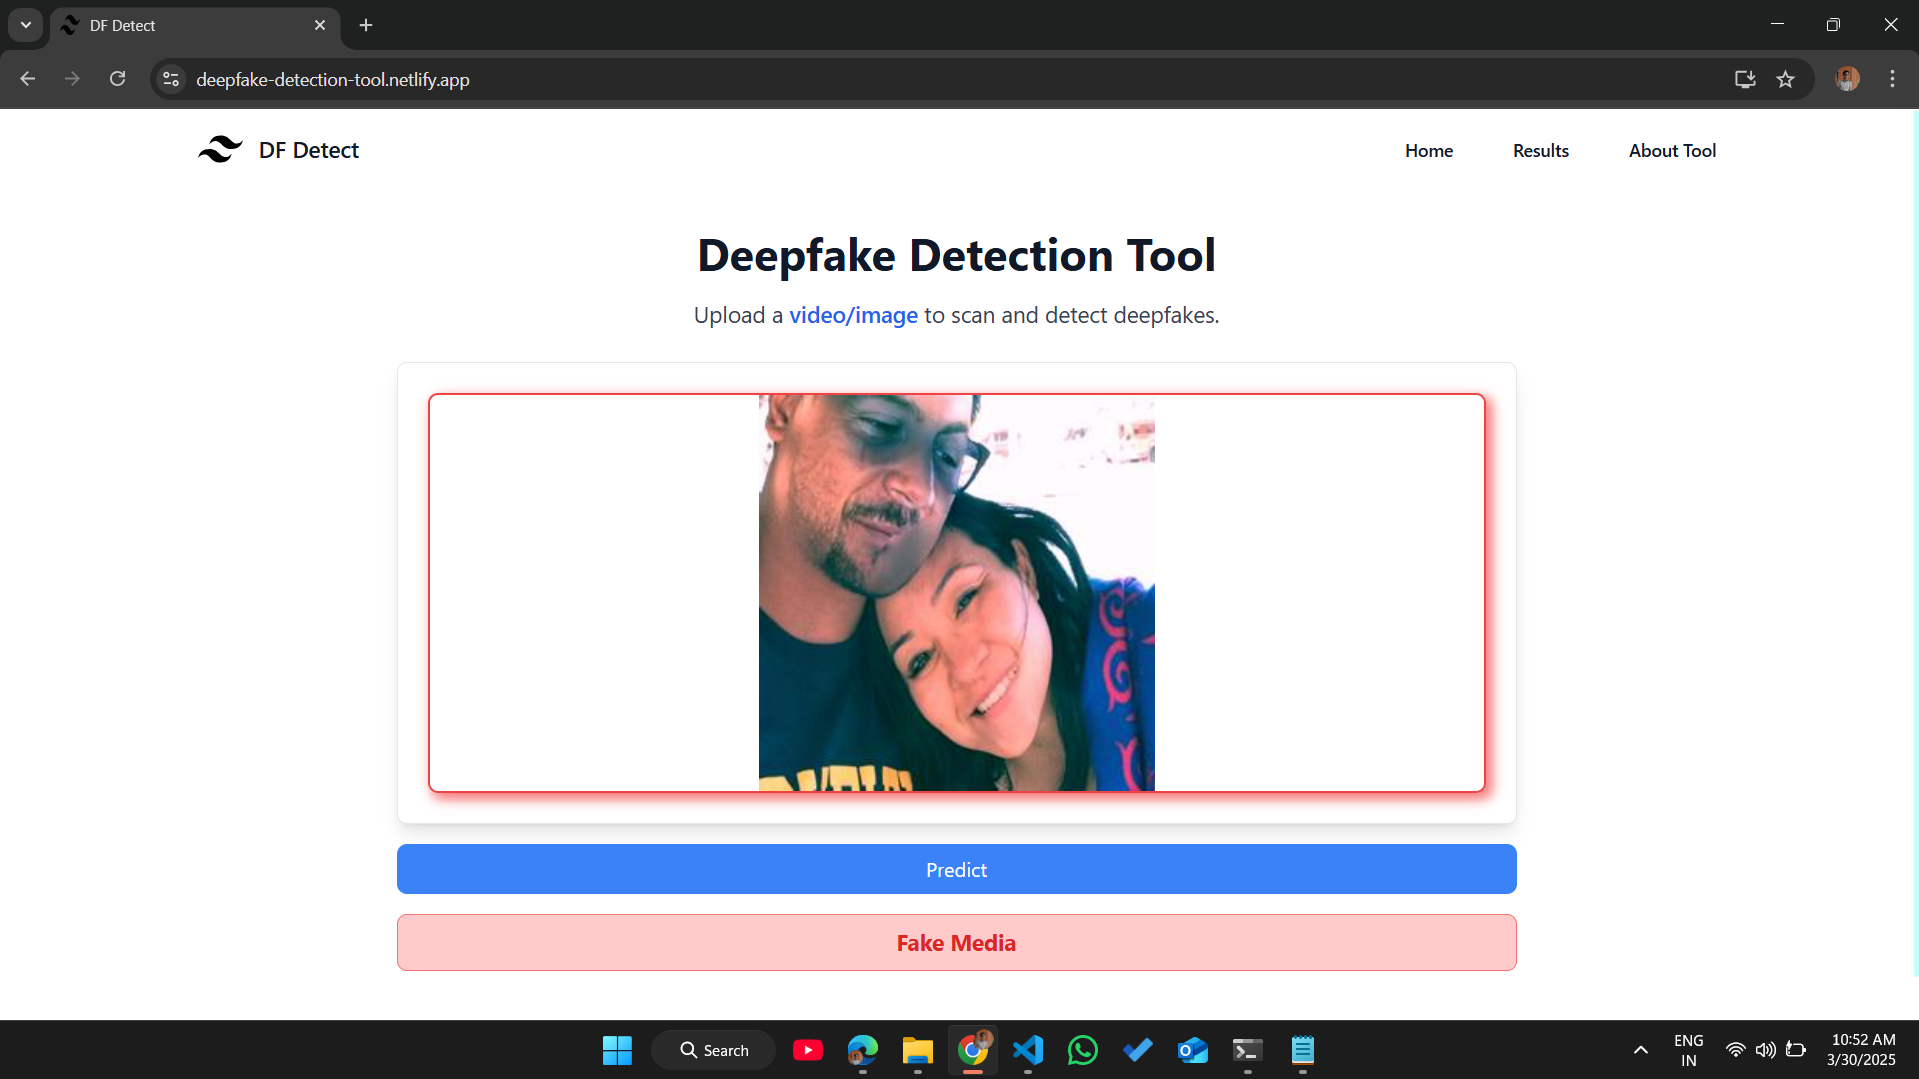 DF Detect
deepfake-detection-tool.netlify.app
DF Detect
Home
Results
About Tool
Deepfake Detection Tool
Upload a video/image to scan and detect deepfakes.
Predict
Fake Media
Search
ENG
IN
10:52 AM
3/30/2025